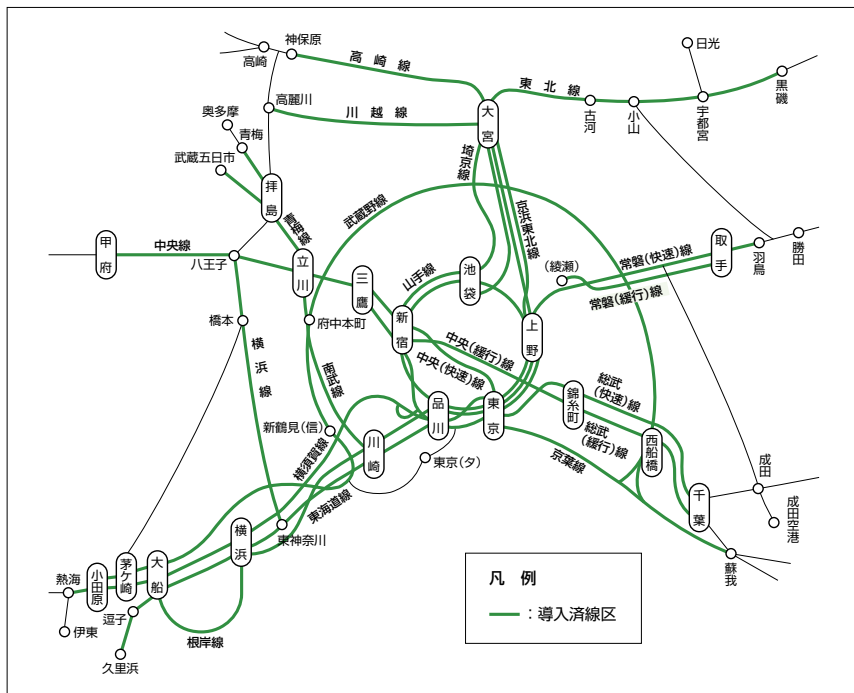 神保原
高崎
高崎線
日光
黒磯
東北線
古河
小山
宇都宮
高麗川
川越線
大宮
奥多摩
青梅
武蔵五日市
拝島
青梅線
武蔵野線
埼京線
京浜東北線
甲府
中央線
八王子
立川
三鷹
山手線
池袋
(綾瀬)
常磐(快速)線
取手
羽鳥
勝田
常磐(緩行)線
橋本
横浜線
府中本町
新宿
上野
中央(緩行)線
中央(快速)線
南武線
新鶴見(信)
川崎
品川
東京
錦糸町
総武
(快速)線
総武
(緩行)線
西船橋
京葉線
横須賀線
東京(タ)
東海道線
東神奈川
横浜
千葉
成田
成田空港
蘇我
熱海
小田原
茅ケ崎
大船
伊東
逗子
久里浜
根岸線
凡例
:導入済線区